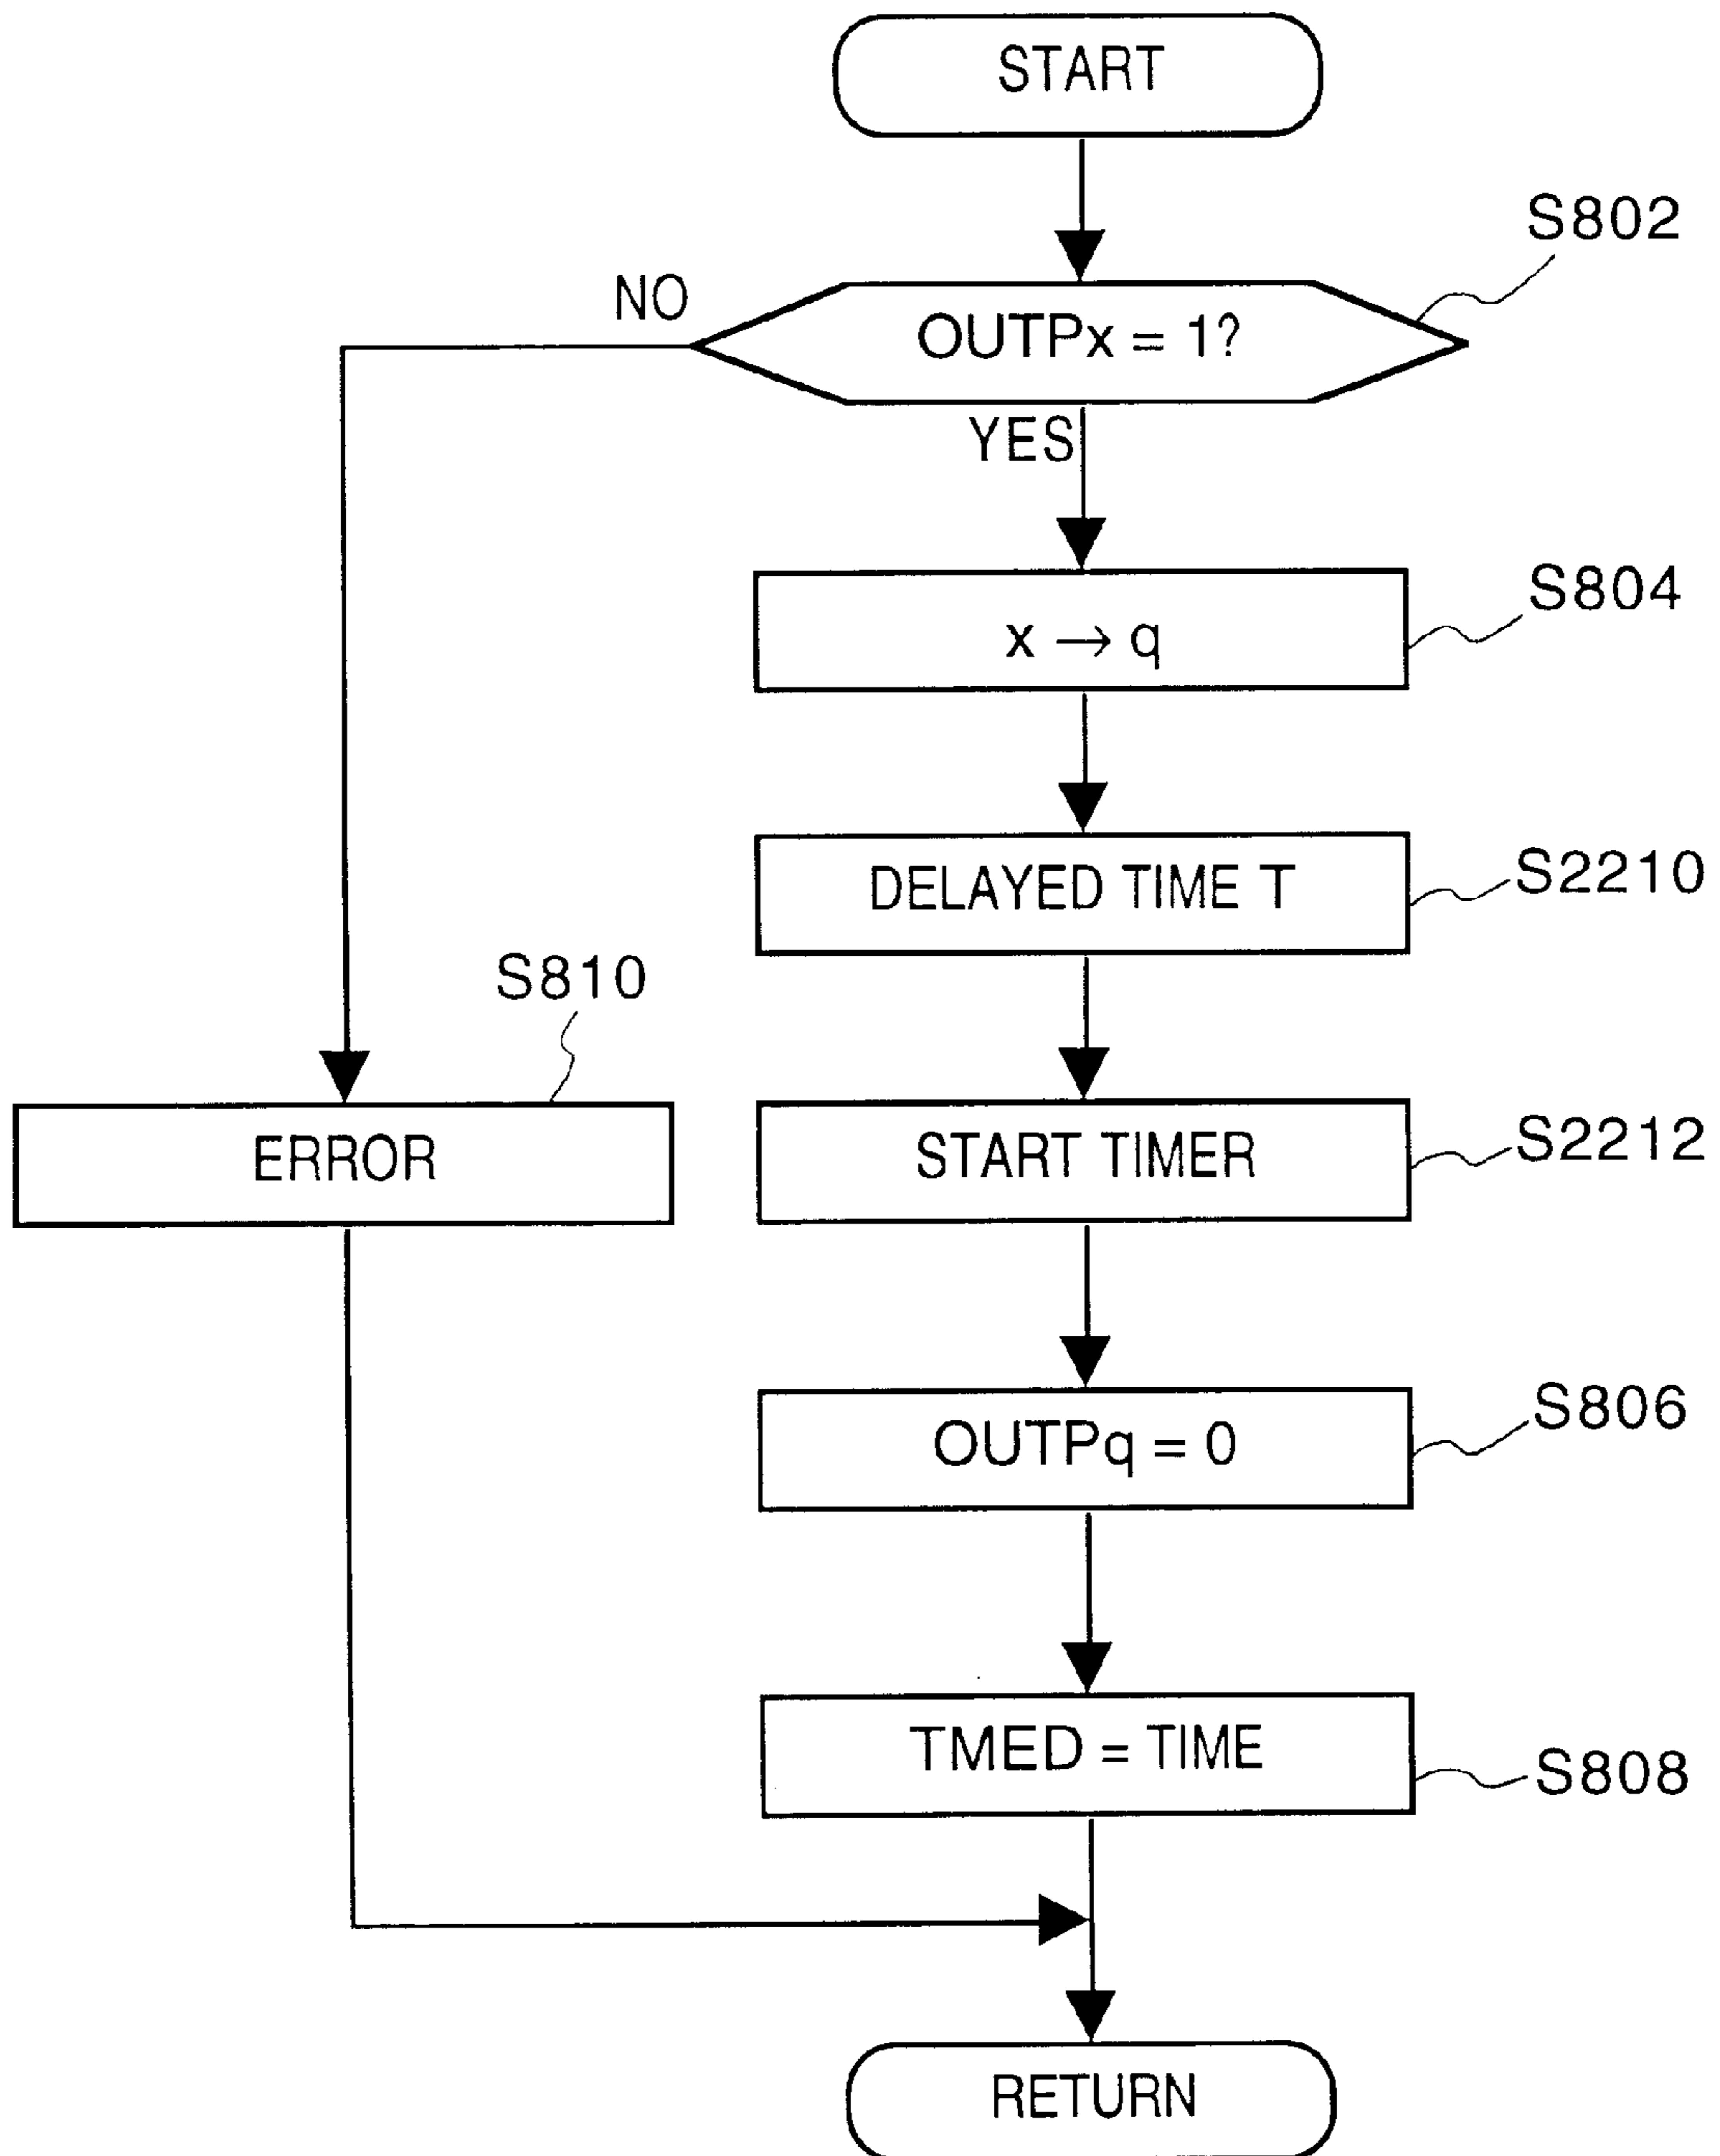 START
S802
NO
OUTPx = 1?
YES
S804
x → q
S2210
DELAYED TIME T
S810
S2212
ERROR
START TIMER
S806
OUTPq = 0
TMED = TIME
S808
RETURN